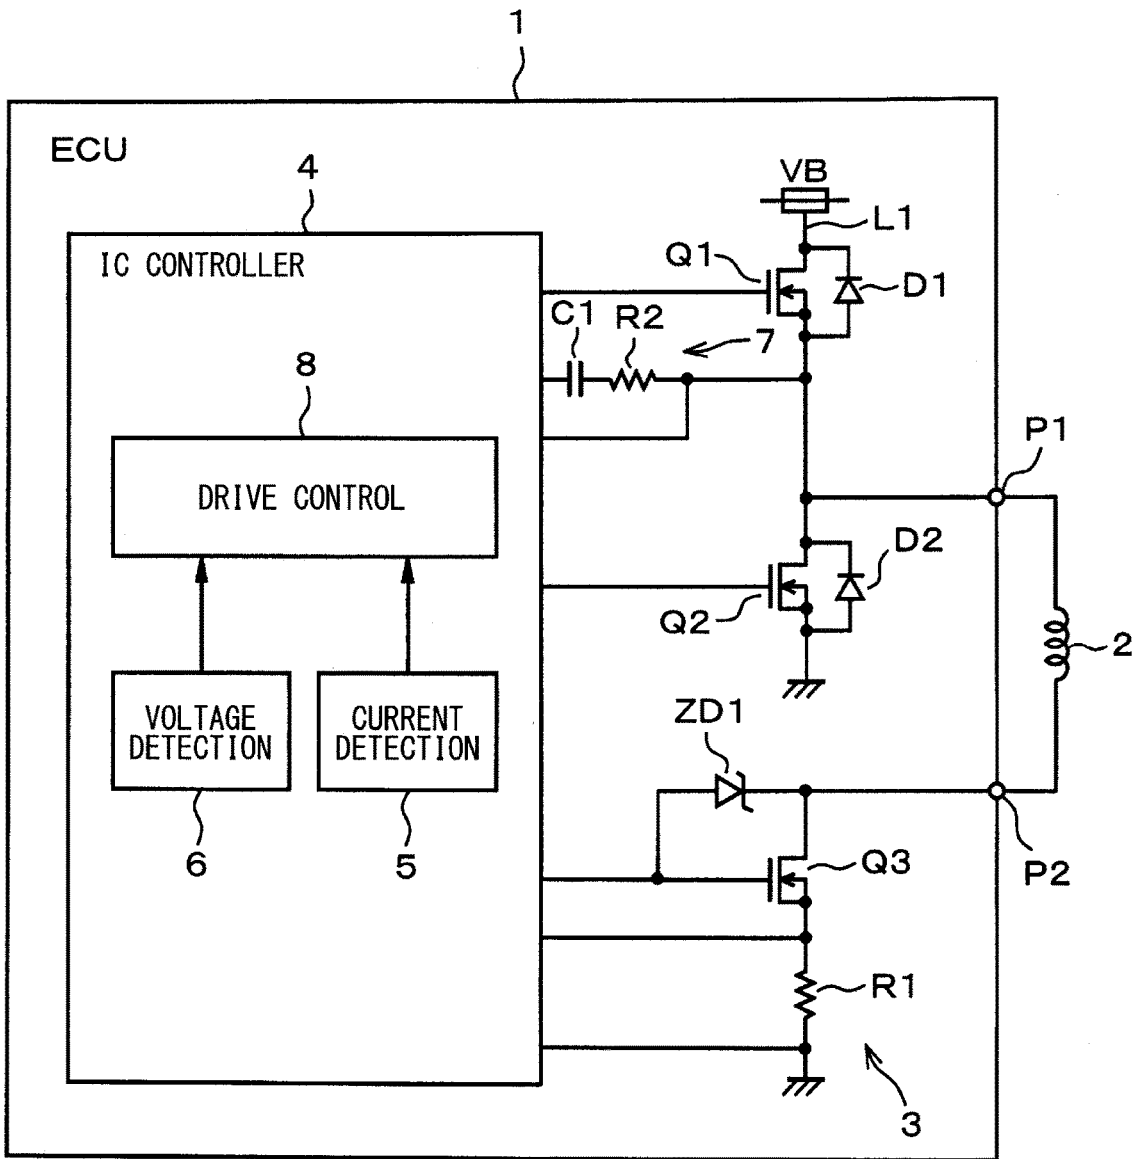 1
ECU
4
VB
L1
IC CONTROLLER
Q1
D1
C1
R2
7
8
P1
DRIVE CONTROL
D2
Q2
2
ZD1
VOLTAGE
DETECTION
CURRENT
DETECTION
6
5
Q3
P2
R1
3